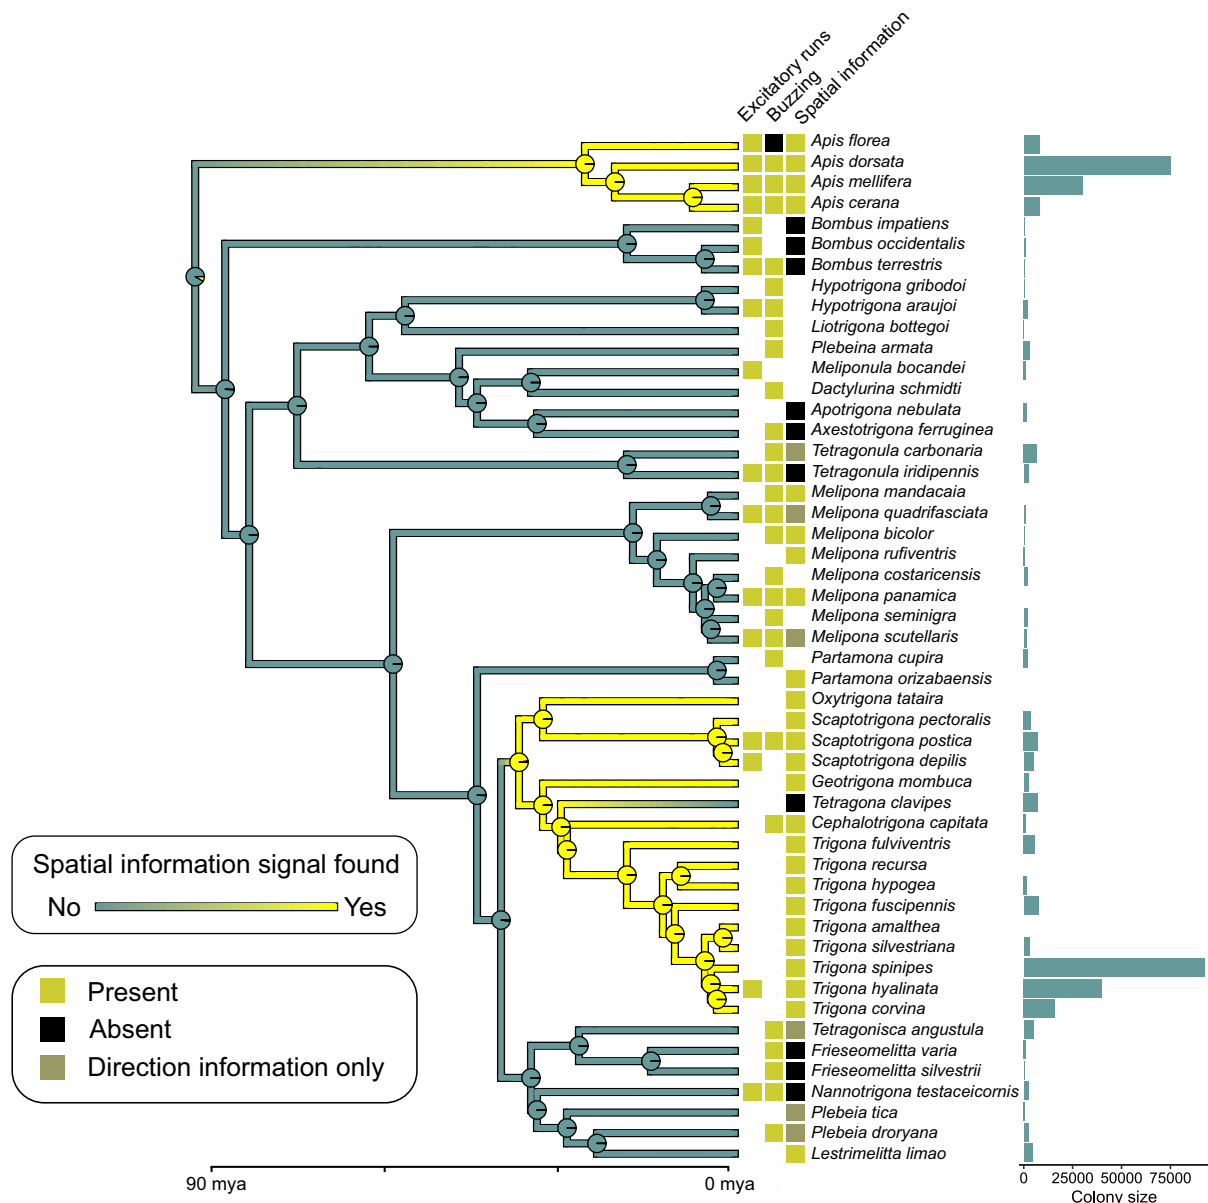 Excitatory runs
Buzzing
Spatial information
Apis florea
Apis dorsata
Apis mellifera
Apis cerana
Bombus impatiens
Bombus occidentalis
Bombus terrestris
Hypotrigona gribodoi
Hypotrigona araujoi
Liotrigona bottegoi
Plebeina armata
Meliponula bocandei
Dactylurina schmidti
Apotrigona nebulata
Axestotrigona ferruginea
Tetragonula carbonaria
Tetragonula iridipennis
Melipona mandacaia
Melipona quadrifasciata
Melipona bicolor
Melipona rufiventris
Melipona costaricensis
Melipona panamica
Melipona seminigra
Melipona scutellaris
Partamona cupira
Partamona orizabaensis
Oxytrigona tataira
Scaptotrigona pectoralis
Scaptotrigona postica
Scaptotrigona depilis
Geotrigona mombuca
Tetragona clavipes
Cephalotrigona capitata
Trigona fulviventris
Trigona recursa
Trigona hypogea
Trigona fuscipennis
Trigona amalthea
Trigona silvestriana
Trigona spinipes
Trigona hyalinata
Trigona corvina
Tetragonisca angustula
Frieseomelitta varia
Frieseomelitta silvestrii
Nannotrigona testaceicornis
Plebeia tica
Plebeia droryana
Lestrimelitta limao
Spatial information signal found
No Yes
Present
Absent
Direction information only
90 mya 0 mya
0 25000 50000 75000
Colony size